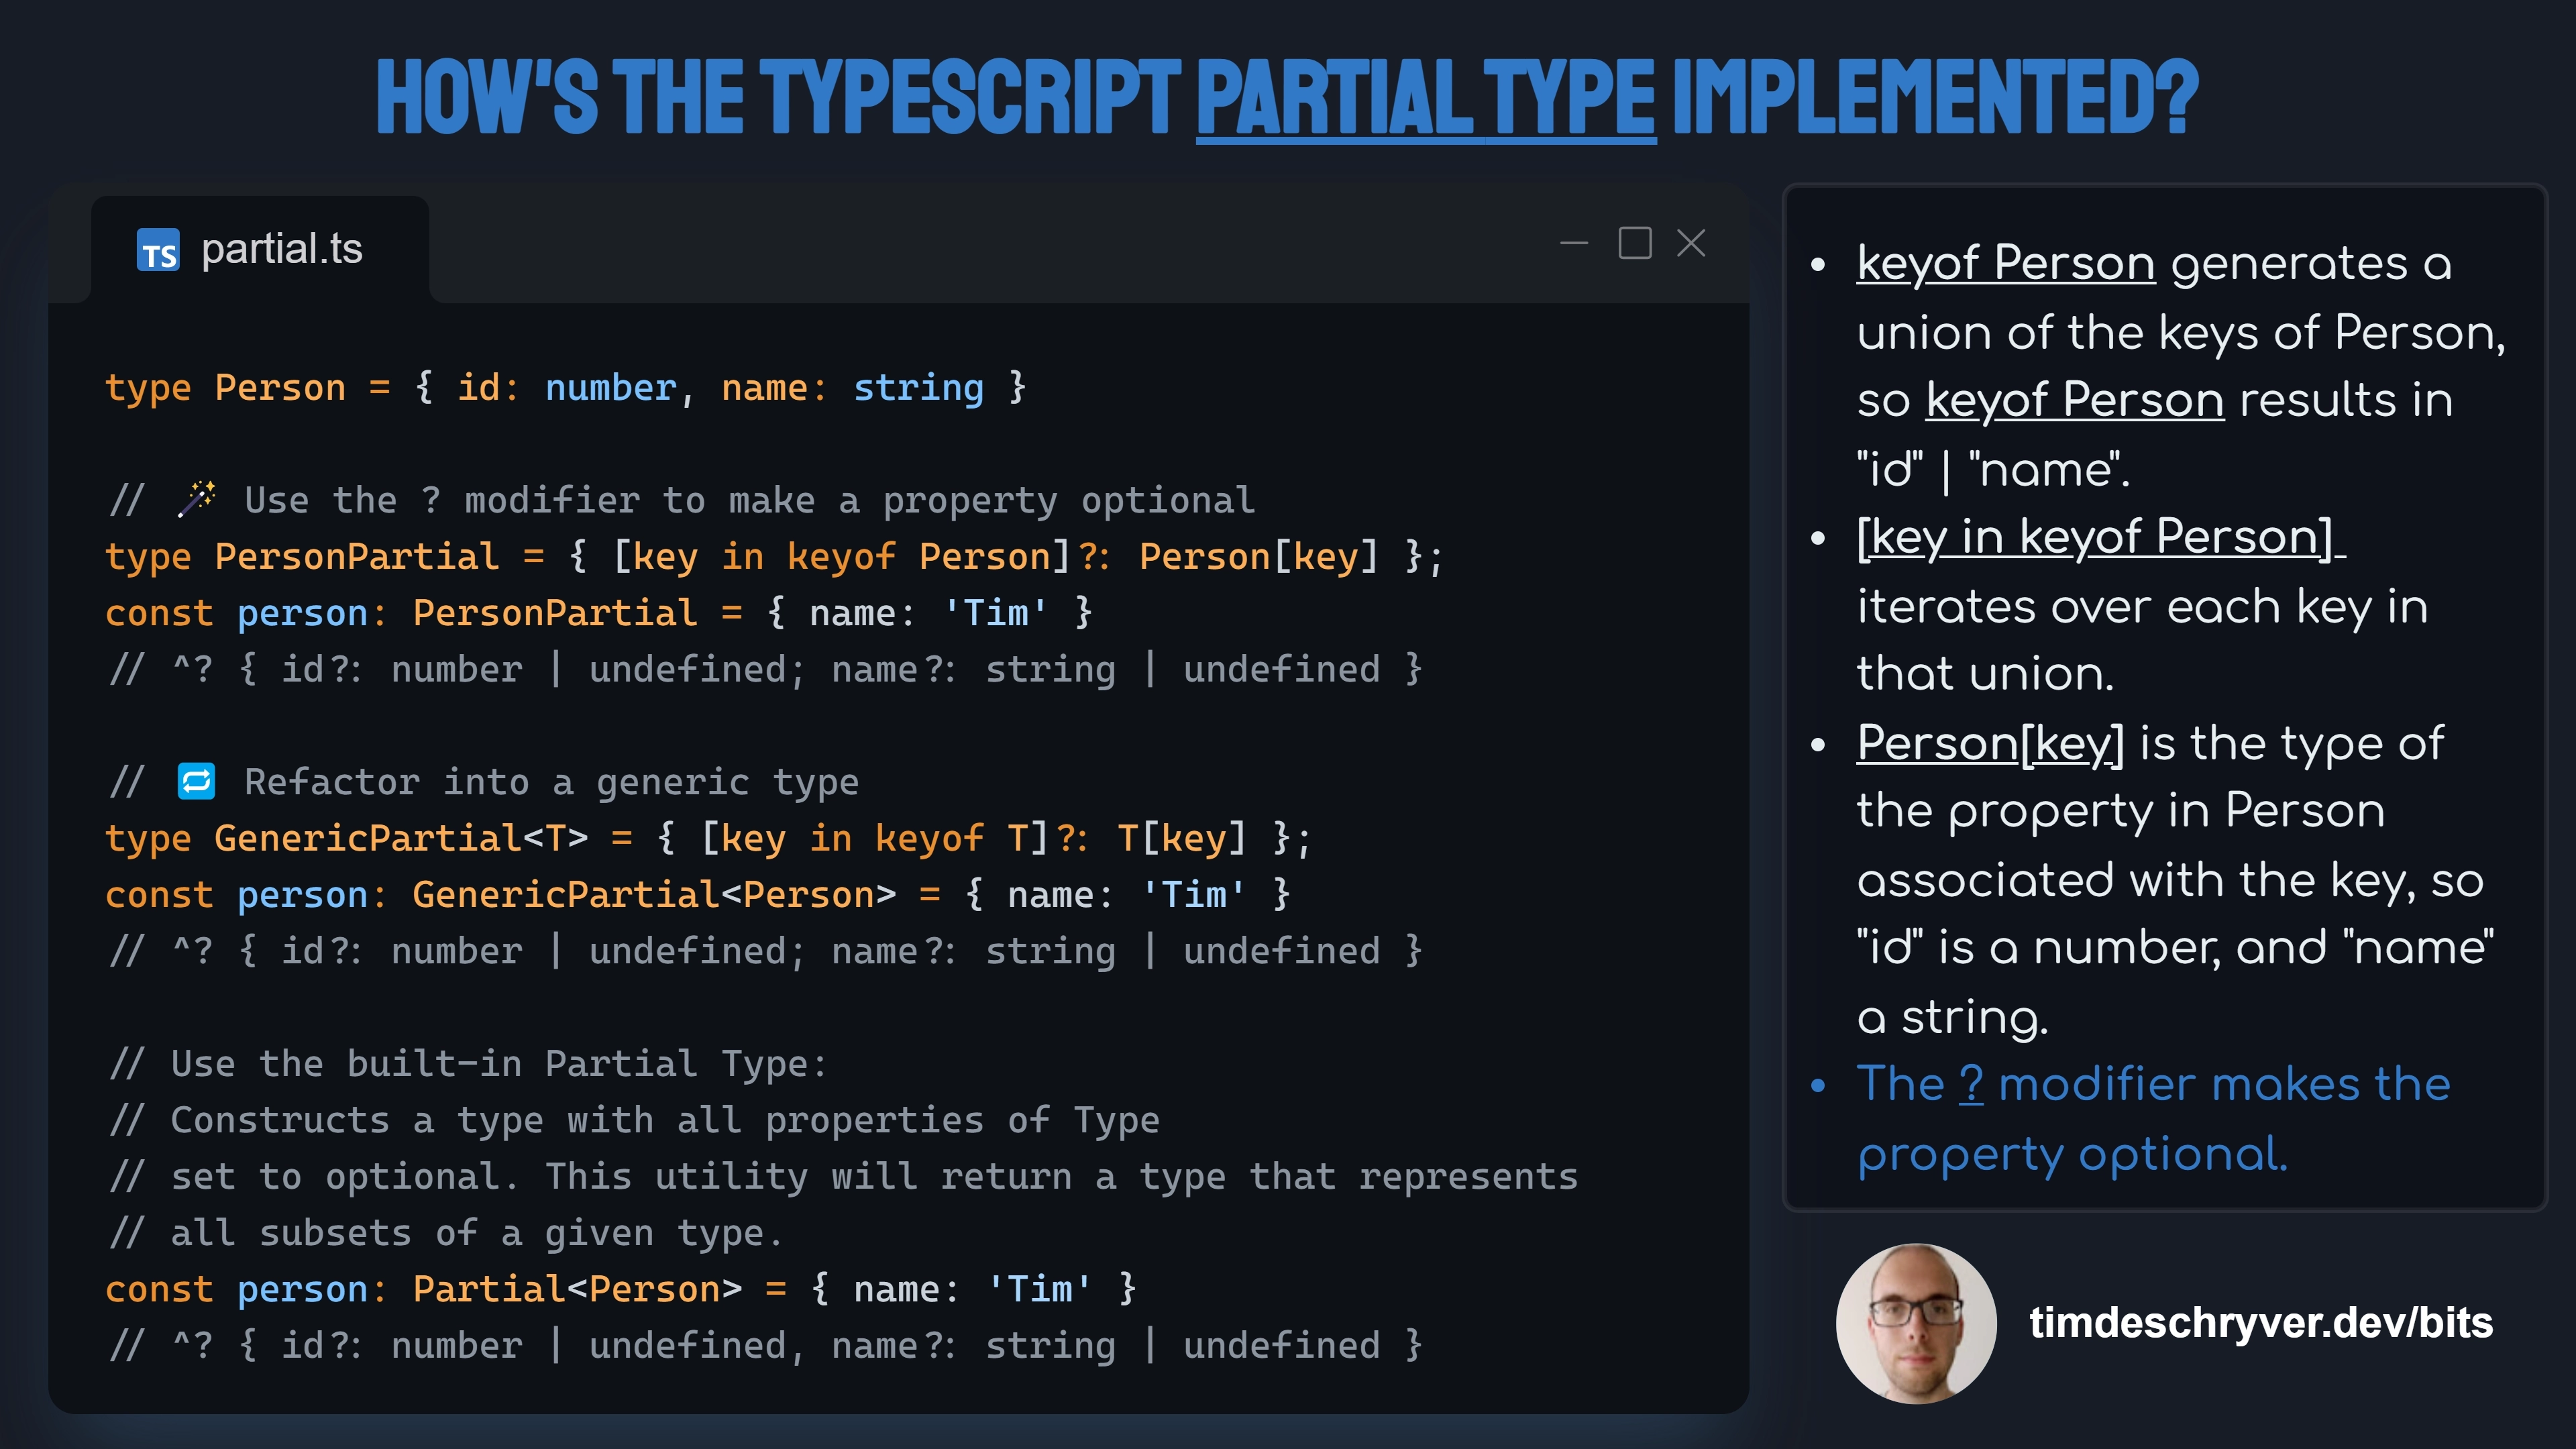 HOW'S THE TYPESCRIPT PARTIAL TYPE IMPLEMENTED?
TS partial.ts
type Person = { id: number, name: string }
// 🪄 Use the ? modifier to make a property optional
type PersonPartial = { [key in keyof Person]?: Person[key] };
const person: PersonPartial = { name: 'Tim' }
// ^? { id?: number | undefined; name?: string | undefined }
// 🔁 Refactor into a generic type
type GenericPartial<T> = { [key in keyof T]?: T[key] };
const person: GenericPartial<Person> = { name: 'Tim' }
// ^? { id?: number | undefined; name?: string | undefined }
// Use the built-in Partial Type:
// Constructs a type with all properties of Type
// set to optional. This utility will return a type that represents
// all subsets of a given type.
const person: Partial<Person> = { name: 'Tim' }
// ^? { id?: number | undefined, name?: string | undefined }
• keyof Person generates a
union of the keys of Person,
so keyof Person results in
"id" | "name".
• [key in keyof Person]
iterates over each key in
that union.
• Person[key] is the type of
the property in Person
associated with the key, so
"id" is a number, and "name"
a string.
• The ? modifier makes the
property optional.
timdeschryver.dev/bits